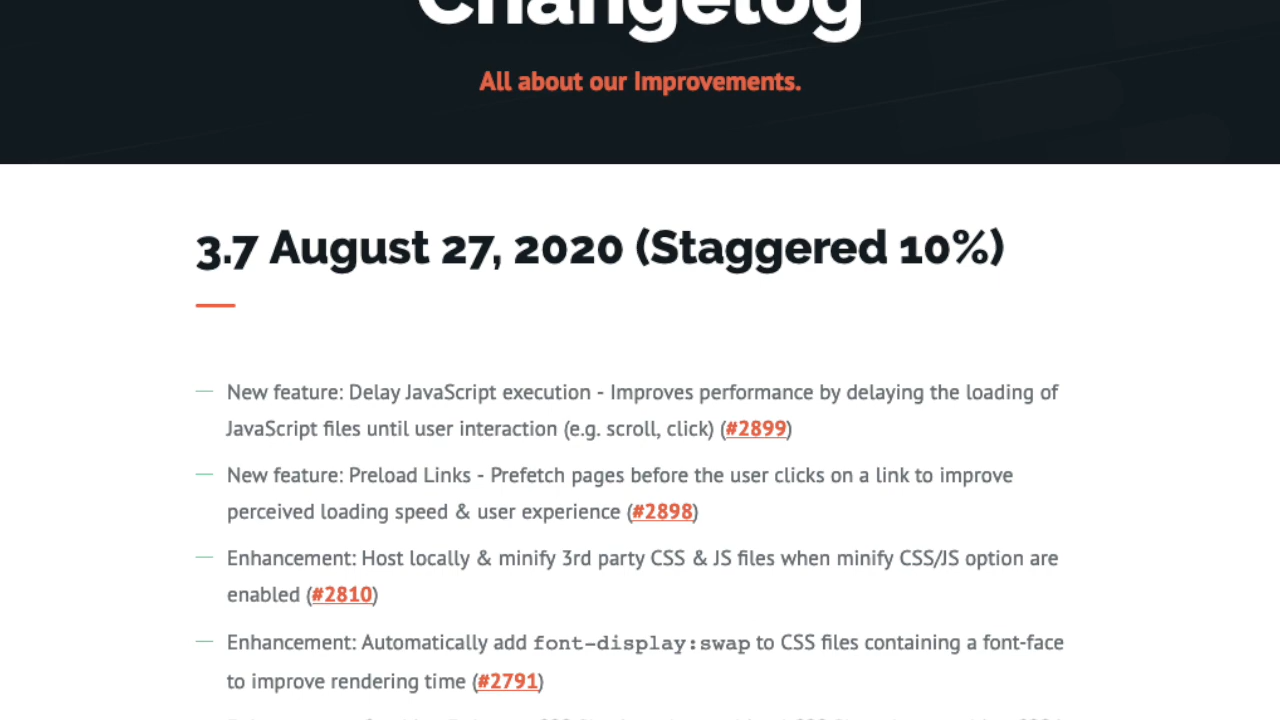 Changelog
All about our Improvements.
3.7 August 27, 2020 (Staggered 10%)
— New feature: Delay JavaScript execution - Improves performance by delaying the loading of
JavaScript files until user interaction (e.g. scroll, click) (#2899)
— New feature: Preload Links - Prefetch pages before the user clicks on a link to improve
perceived loading speed & user experience (#2898)
— Enhancement: Host locally & minify 3rd party CSS & JS files when minify CSS/JS option are
enabled (#2810)
— Enhancement: Automatically add font-display:swap to CSS files containing a font-face
to improve rendering time (#2791)